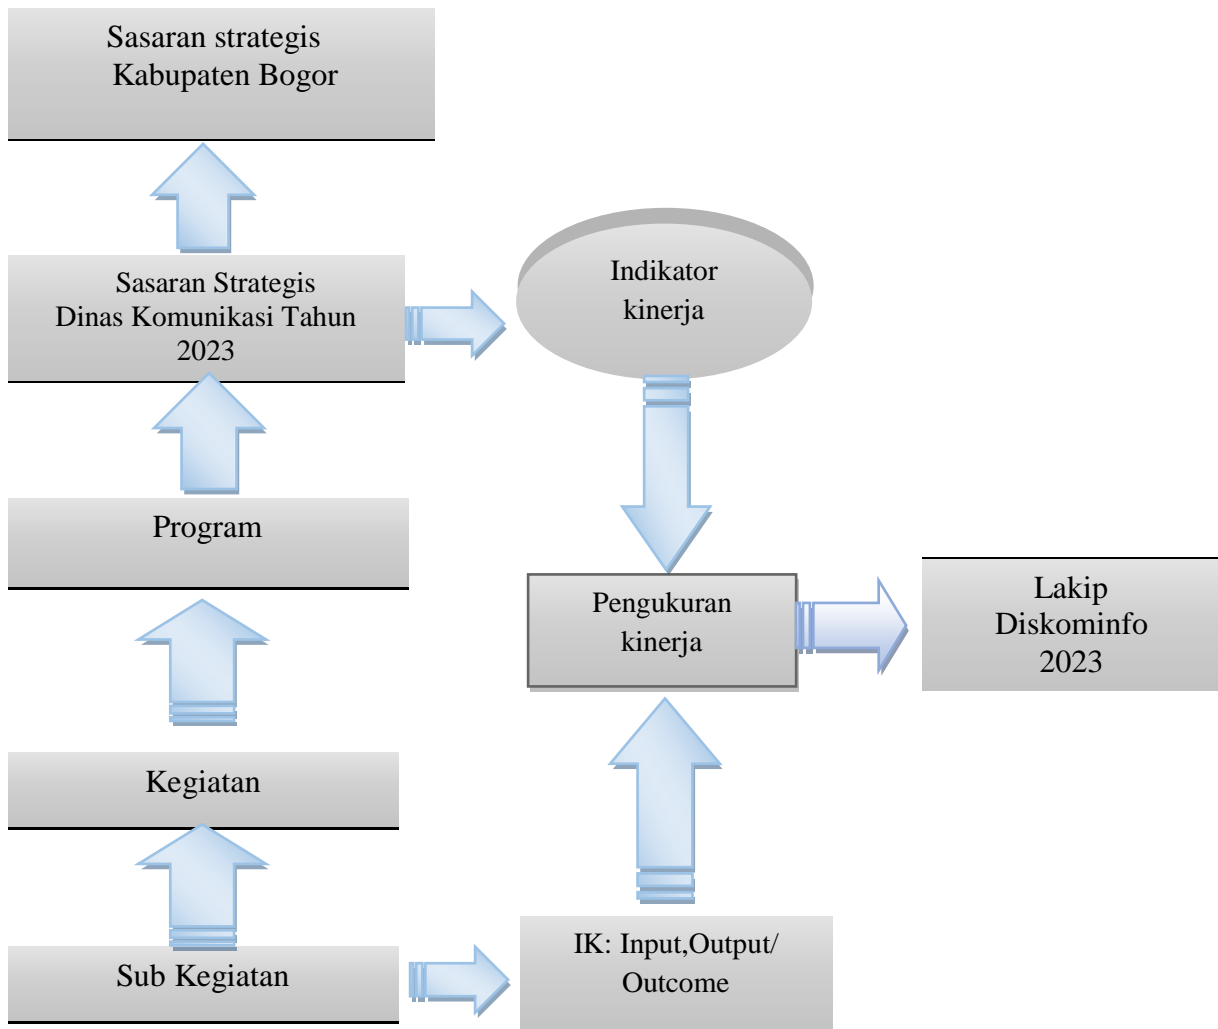 Sasaran strategis
Kabupaten Bogor
Sasaran Strategis
Dinas Komunikasi Tahun
2023
Indikator
kinerja
Program
Pengukuran
kinerja
Lakip
Diskominfo
2023
Kegiatan
Sub Kegiatan
IK: Input,Output/
Outcome